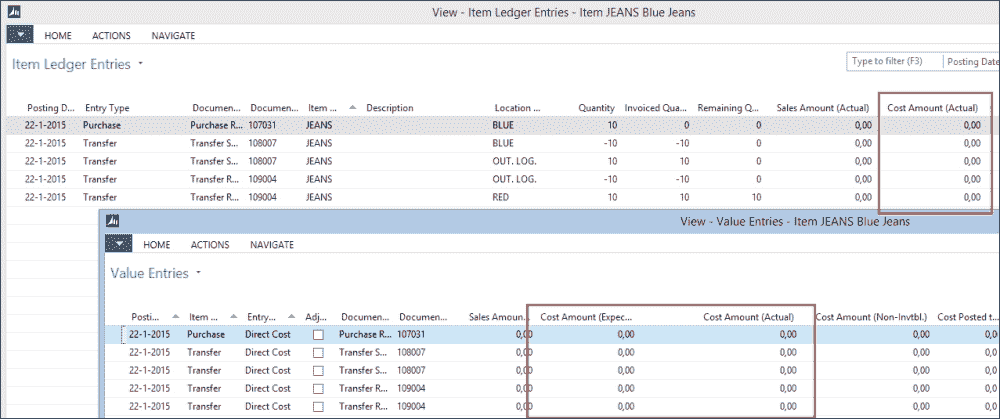 View - Item Ledger Entries - Item JEANS Blue Jeans
HOME ACTIONS NAVIGATE
Item Ledger Entries
Type to filter (F3) Posting Date
Posting D... Entry Type Documen... Documen... Item ... Description Location ... Quantity Invoiced Qua... Remaining Q... Sales Amount (Actual) Cost Amount (Actual)
22-1-2015 Purchase Purchase R... 107031 JEANS BLUE 10 0 0 0,00 0,00
22-1-2015 Transfer Transfer S... 108007 JEANS BLUE -10 -10 0 0,00 0,00
22-1-2015 Transfer Transfer S... 108007 JEANS OUT. LOG. 10 10 0 0,00 0,00
22-1-2015 Transfer Transfer R... 109004 JEANS OUT. LOG. -10 -10 0 0,00 0,00
22-1-2015 Transfer Transfer R... 109004 JEANS RED 10 10 10 0,00 0,00
View - Value Entries - Item JEANS Blue Jeans
HOME ACTIONS NAVIGATE
Value Entries
Posti... Item ... Entry... Adj... Documen... Documen... Sales Amoun... Cost Amount (Expec... Cost Amount (Actual) Cost Amount (Non-Invtbl.) Cost Posted t...
22-1-2015 Purchase Direct Cost Purchase R... 107031 0,00 0,00 0,00 0,00 0,00
22-1-2015 Transfer Direct Cost Transfer S... 108007 0,00 0,00 0,00 0,00 0,00
22-1-2015 Transfer Direct Cost Transfer S... 108007 0,00 0,00 0,00 0,00 0,00
22-1-2015 Transfer Direct Cost Transfer R... 109004 0,00 0,00 0,00 0,00 0,00
22-1-2015 Transfer Direct Cost Transfer R... 109004 0,00 0,00 0,00 0,00 0,00